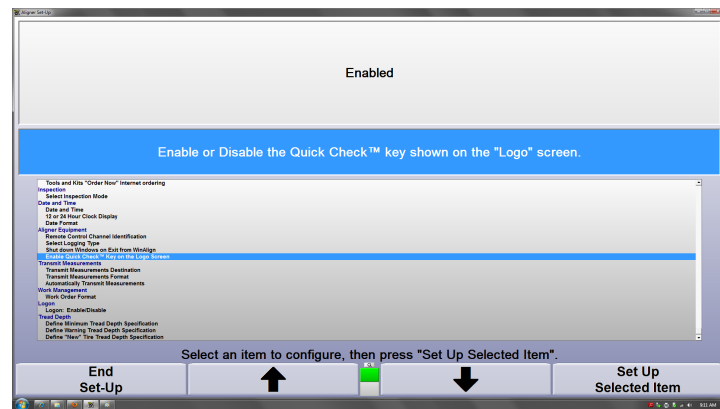 Aligner Set-Up
Enabled
Enable or Disable the Quick Check™ key shown on the "Logo" screen.
Tools and Kits "Order Now" Internet ordering
Inspection
Select Inspection Mode
Date and Time
Date and Time
12 or 24 Hour Clock Display
Date Format
Aligner Equipment
Remote Control Channel Identification
Select Logging Type
Shut down Windows on Exit from WinAlign
Enable Quick Check™ Key on the Logo Screen
Transmit Measurements
Transmit Measurements Destination
Transmit Measurements Format
Automatically Transmit Measurements
Work Management
Work Order Format
Logon
Logon: Enable/Disable
Tread Depth
Define Minimum Tread Depth Specification
Define Warning Tread Depth Specification
Define "New" Tire Tread Depth Specification
Select an item to configure, then press "Set Up Selected Item".
End
Set-Up
Set Up
Selected Item
9:11 AM